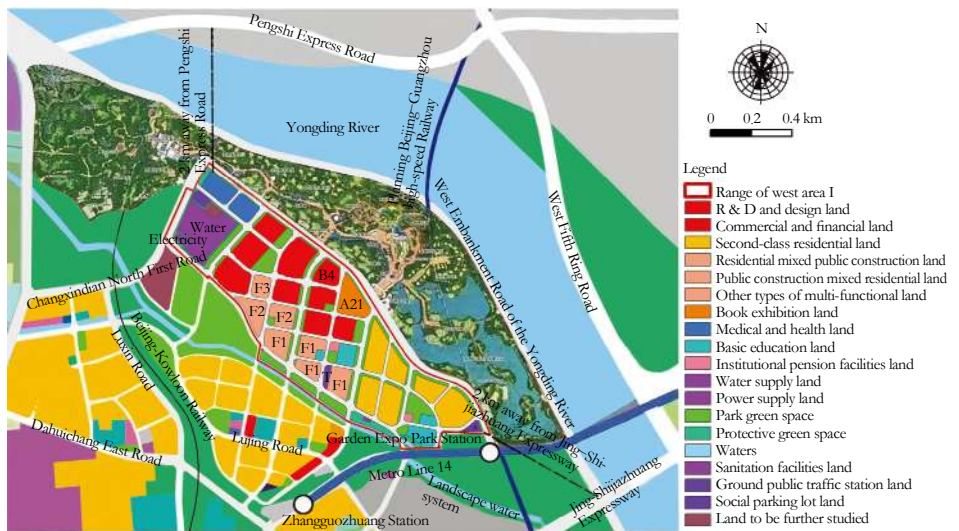 Pengshi Express Road
N
0 0.2 0.4 km
2 km away from Pengshi
Express Road
Yongding River
Planning Beijing–Guangzhou
high-speed Railway
West Embankment Road of the Yongding River
West Fifth Ring Road
Water
Electricity
Changxindian North First Road
B4
A21
F3
F2
F2
F1
F1
F1
F1
T
Beijing-Kowloon Railway
Luxin Road
Dahuichang East Road
Lujing Road
Garden Expo Park Station
2 km away from Jing-Shi-
jiazhuang Expressway
Metro Line 14
Landscape water
system
Jing-Shijiazhuang
Expressway
Zhangguozhuang Station
Legend
Range of west area I
R & D and design land
Commercial and financial land
Second-class residential land
Residential mixed public construction land
Public construction mixed residential land
Other types of multi-functional land
Book exhibition land
Medical and health land
Basic education land
Institutional pension facilities land
Water supply land
Power supply land
Park green space
Protective green space
Waters
Sanitation facilities land
Ground public traffic station land
Social parking lot land
Land to be further studied